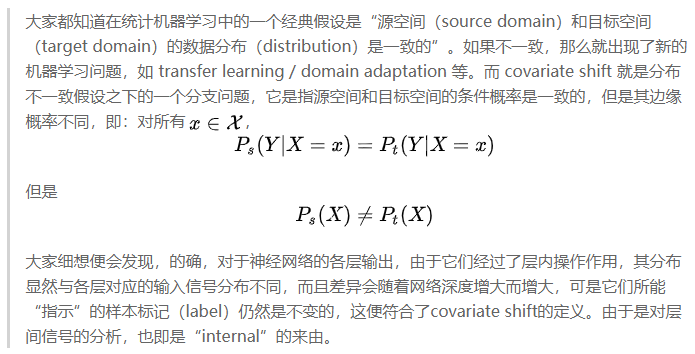 大家都知道在统计机器学习中的一个经典假设是“源空间（source domain）和目标空间
（target domain）的数据分布（distribution）是一致的”。如果不一致，那么就出现了新的
机器学习问题，如 transfer learning / domain adaptation 等。而 covariate shift 就是分布
不一致假设之下的一个分支问题，它是指源空间和目标空间的条件概率是一致的，但是其边缘
概率不同，即：对所有 x ∈ 𝒳，
P_s(Y|X = x) = P_t(Y|X = x)
但是
P_s(X) ≠ P_t(X)
大家细想便会发现，的确，对于神经网络的各层输出，由于它们经过了层内操作作用，其分布
显然与各层对应的输入信号分布不同，而且差异会随着网络深度增大而增大，可是它们所能
“指示”的样本标记（label）仍然是不变的，这便符合了covariate shift的定义。由于是对层
间信号的分析，也即是“internal”的来由。